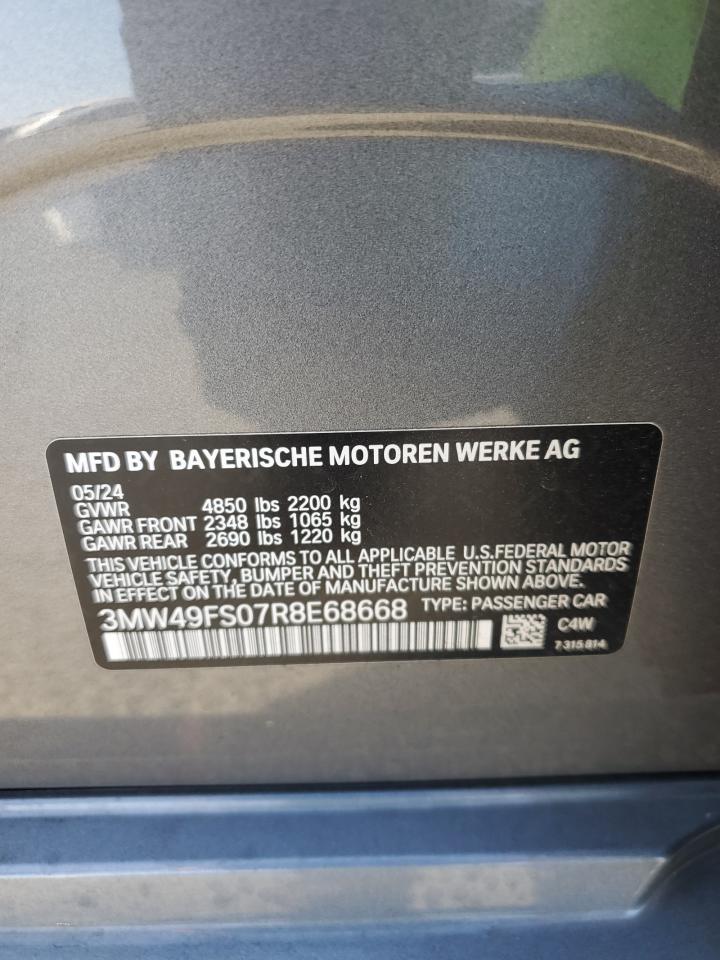 MFD BY BAYERISCHE MOTOREN WERKE AG
05/24
GVWR 4850 lbs 2200 kg
GAWR FRONT 2348 lbs 1065 kg
GAWR REAR 2690 lbs 1220 kg
THIS VEHICLE CONFORMS TO ALL APPLICABLE U.S.FEDERAL MOTOR
VEHICLE SAFETY, BUMPER AND THEFT PREVENTION STANDARDS
IN EFFECT ON THE DATE OF MANUFACTURE SHOWN ABOVE.
3MW49FS07R8E68668 TYPE: PASSENGER CAR
C4W
7 315 814